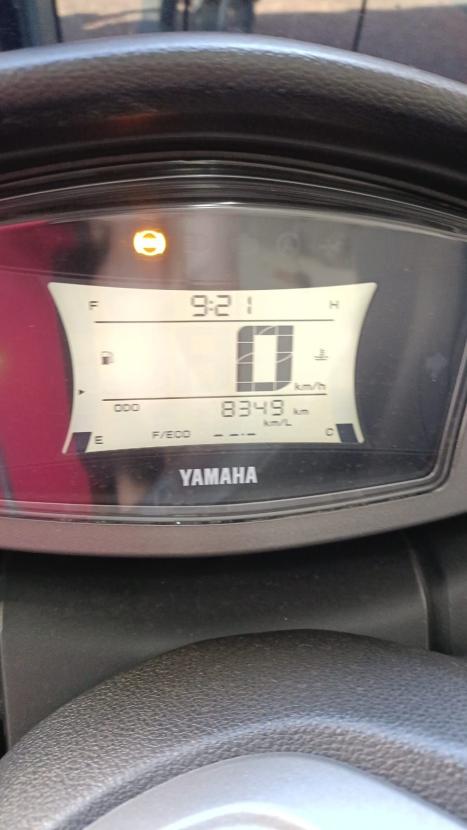 F 9:21 H
0
km/h
ODO 8349 km
km/L
E F/ECO --.- C
YAMAHA